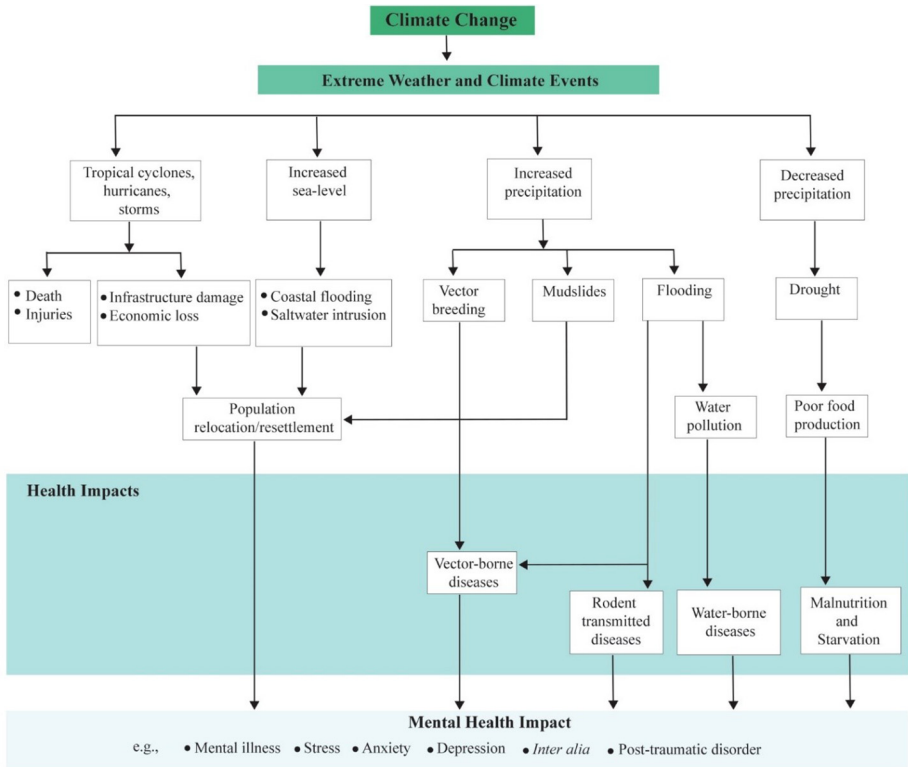 Climate Change
Extreme Weather and Climate Events
Tropical cyclones,
hurricanes,
storms
Increased
sea-level
Increased
precipitation
Decreased
precipitation
• Death
• Injuries
• Infrastructure damage
• Economic loss
• Coastal flooding
• Saltwater intrusion
Vector
breeding
Mudslides
Flooding
Drought
Population
relocation/resettlement
Water
pollution
Poor food
production
Health Impacts
Vector-borne
diseases
Rodent
transmitted
diseases
Water-borne
diseases
Malnutrition
and
Starvation
Mental Health Impact
e.g., • Mental illness • Stress • Anxiety • Depression • Inter alia • Post-traumatic disorder